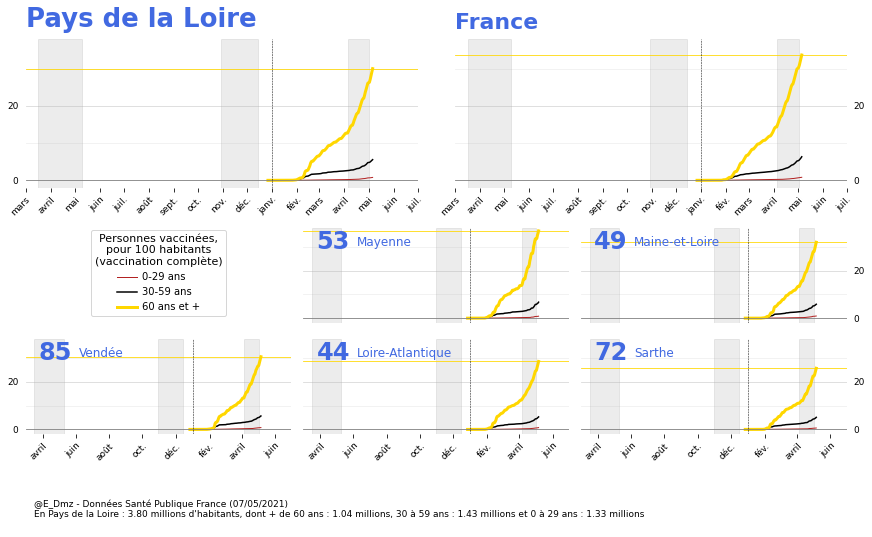 Pays de la Loire
France
20
0
mars avril mai juin juil. août sept. oct. nov. déc. janv. fév. mars avril mai juin juil.
20
0
mars avril mai juin juil. août sept. oct. nov. déc. janv. fév. mars avril mai juin juil.
Personnes vaccinées,
pour 100 habitants
(vaccination complète)
0-29 ans
30-59 ans
60 ans et +
53 Mayenne
49 Maine-et-Loire
20
0
85 Vendée
44 Loire-Atlantique
72 Sarthe
20
0
20
0
avril juin août oct. déc. fév. avril juin
avril juin août oct. déc. fév. avril juin
avril juin août oct. déc. fév. avril juin
@E_Dmz - Données Santé Publique France (07/05/2021)
En Pays de la Loire : 3.80 millions d'habitants, dont + de 60 ans : 1.04 millions, 30 à 59 ans : 1.43 millions et 0 à 29 ans : 1.33 millions